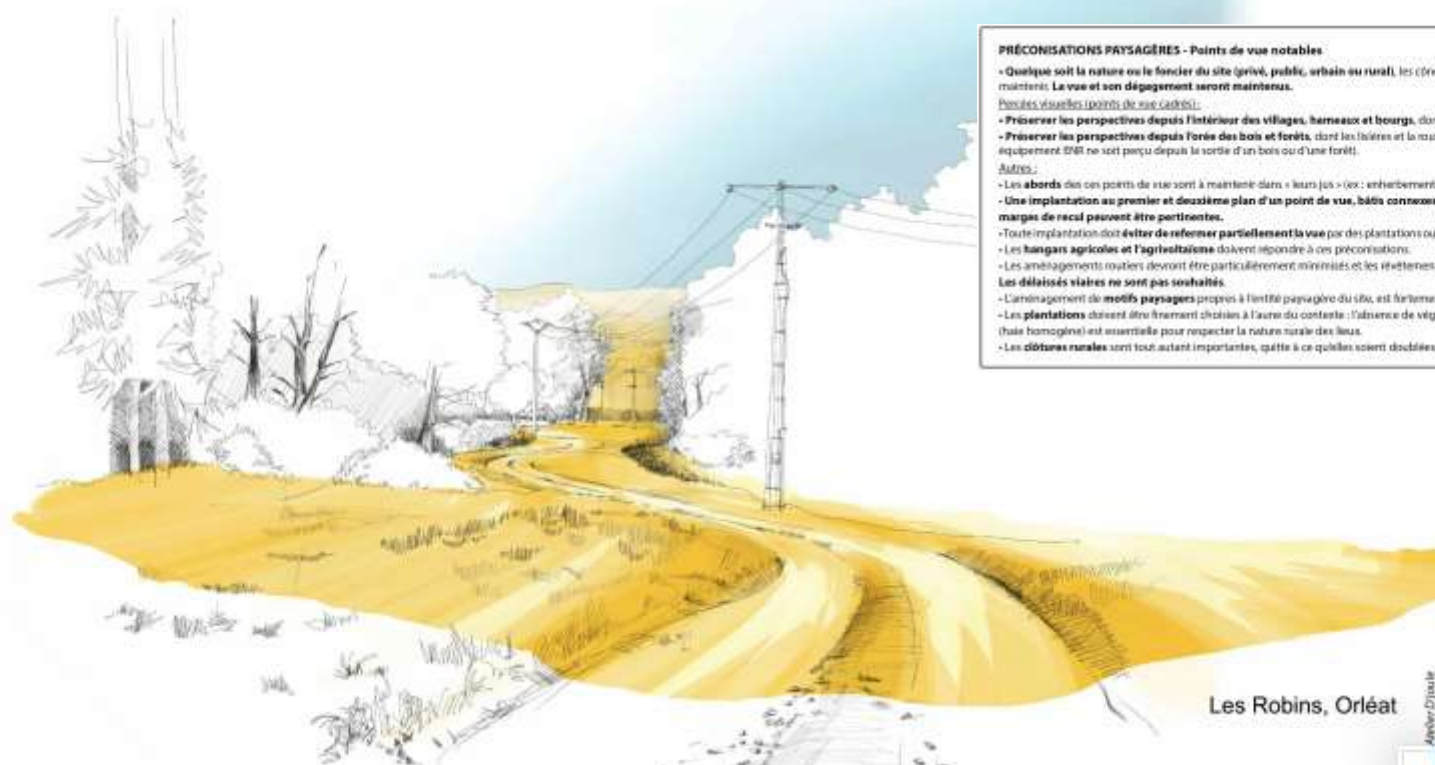 PRÉCONISATIONS PAYSAGÈRES - Points de vue notables
• Quelque soit la nature ou le foncier du site (privé, public, urbain ou rural), les cône
maintenir. La vue et son dégagement seront maintenus.
Percées visuelles (points de vue cadrés) :
• Préserver les perspectives depuis l'intérieur des villages, hameaux et bourgs, don
• Préserver les perspectives depuis l'orée des bois et forêts, dont les lisières et la rou
équipement ENR ne soit perçu depuis la sortie d'un bois ou d'une forêt).
Autres :
• Les abords des ces points de vue sont à maintenir dans « leurs jus » (ex : enherbement
• Une implantation au premier et deuxième plan d'un point de vue, bâtis connexes
marges de recul peuvent être pertinentes.
• Toute implantation doit éviter de refermer partiellement la vue par des plantations ou
• Les hangars agricoles et l'agrivoltaïsme doivent répondre à ces préconisations.
• Les aménagements routiers devront être particulièrement minimisés et les revêtemen
Les délaissés viaires ne sont pas souhaités.
• L'aménagement de motifs paysagers propres à l'entité paysagère du site, est forteme
• Les plantations doivent être finement choisies à l'aune du contexte : l'absence de vég
(haie homogène) est essentielle pour respecter la nature rurale des lieux.
• Les clôtures rurales sont tout autant importantes, quitte à ce qu'elles soient doublées
Les Robins, Orléat
Atelier D'joule